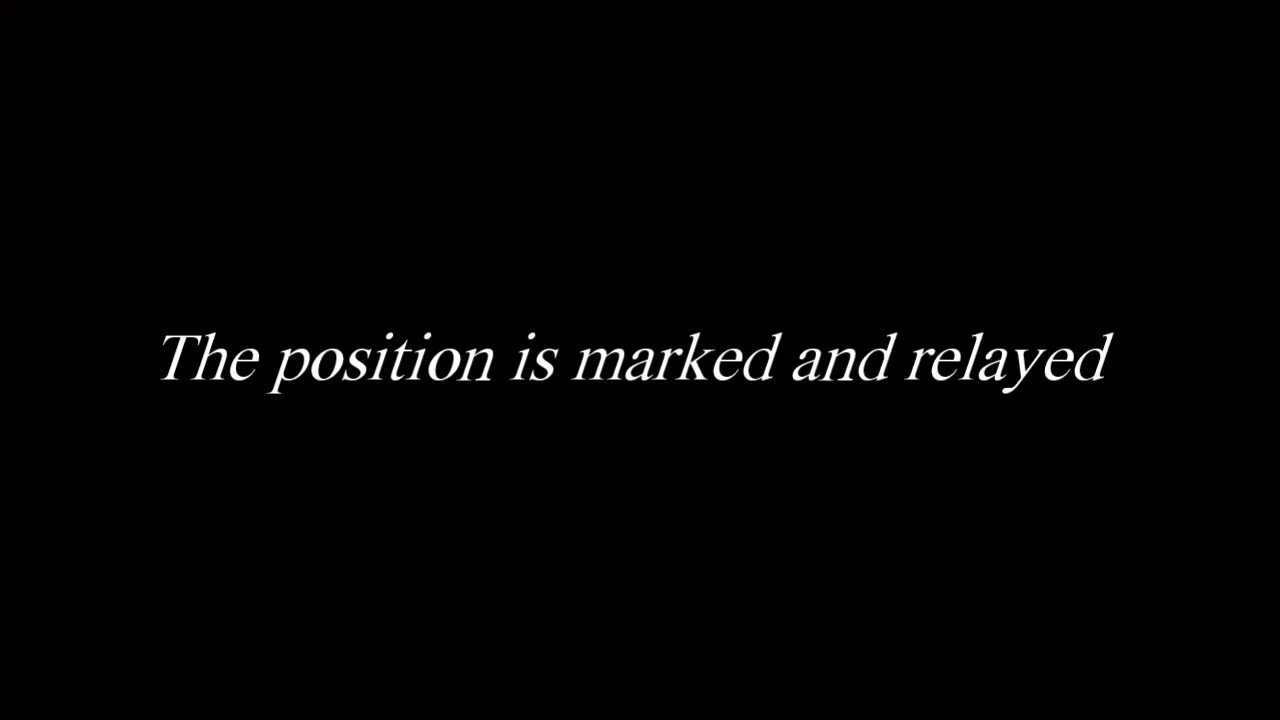 The position is marked and relayed